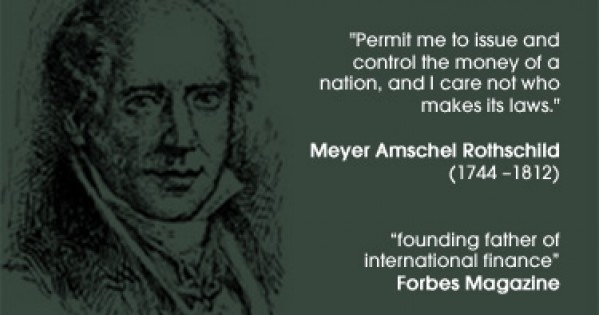 "Permit me to issue and
control the money of a
nation, and I care not who
makes its laws."
Meyer Amschel Rothschild
(1744 –1812)
“founding father of
international finance”
Forbes Magazine